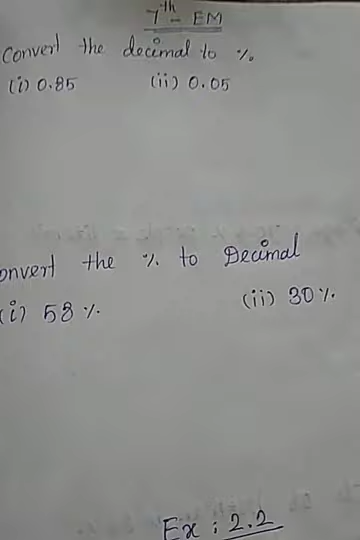 7th - EM
Convert the decimal to %.
(i) 0.85 (ii) 0.05
onvert the % to Decimal
(i) 58 % (ii) 30 %
Ex : 2.2